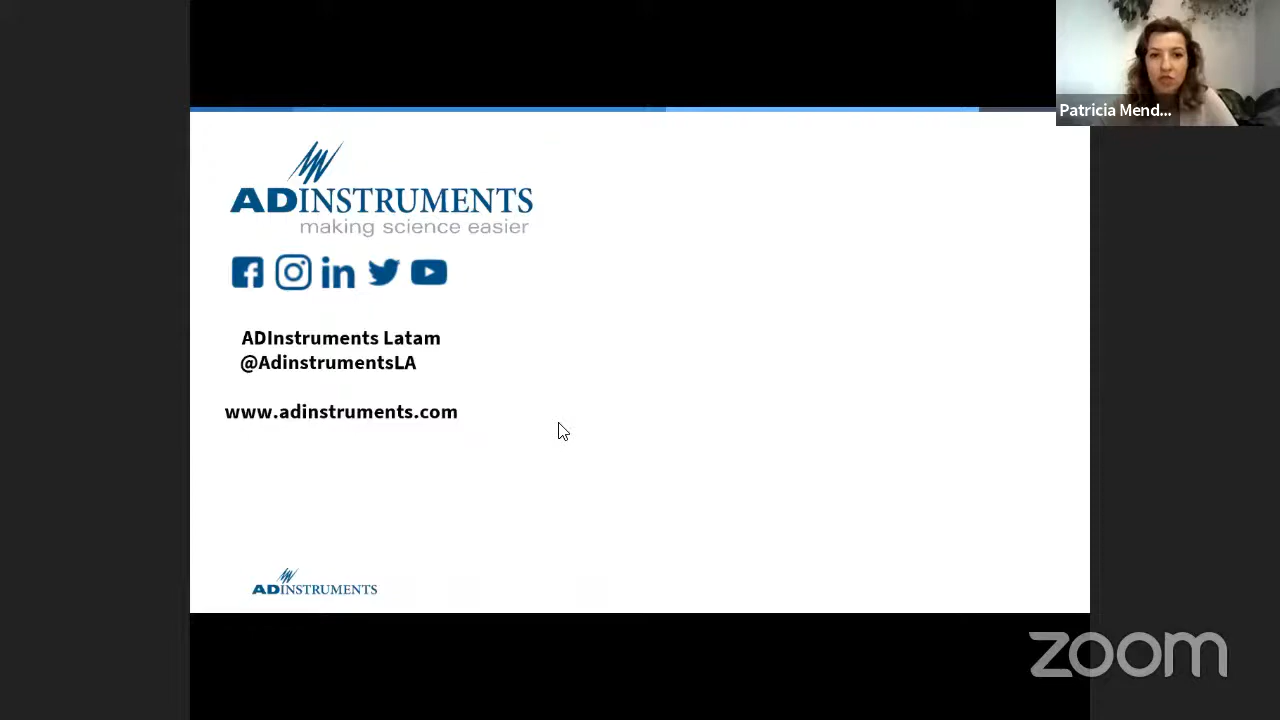 Patricia Mend...
ADINSTRUMENTS
making science easier
ADInstruments Latam
@AdinstrumentsLA
www.adinstruments.com
ADINSTRUMENTS
zoom